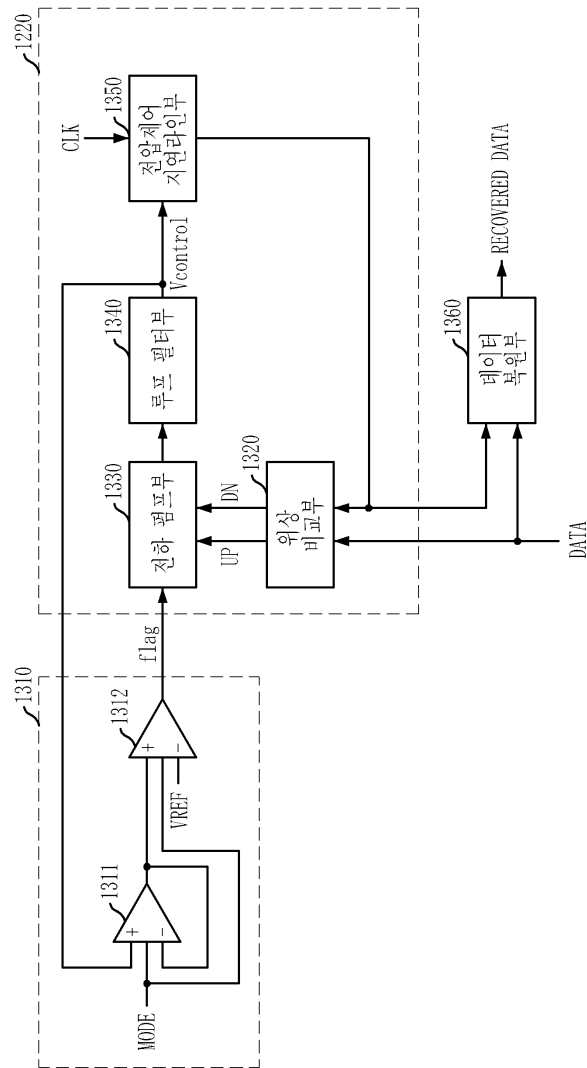 1310
1220
MODE
1311
+
-
VREF
1312
+
-
flag
전하 펌프부
1330
루프 필터부
1340
Vcontrol
CLK
전압제어
지연라인부
1350
UP
DN
위상
비교부
1320
데이터
복원부
1360
DATA
RECOVERED DATA